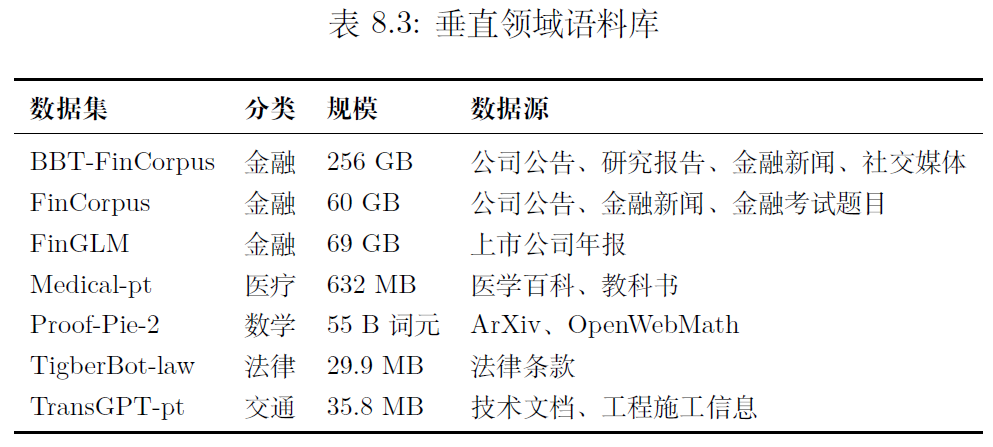 表 8.3: 垂直领域语料库
数据集 分类 规模 数据源
BBT-FinCorpus 金融 256 GB 公司公告、研究报告、金融新闻、社交媒体
FinCorpus 金融 60 GB 公司公告、金融新闻、金融考试题目
FinGLM 金融 69 GB 上市公司年报
Medical-pt 医疗 632 MB 医学百科、教科书
Proof-Pie-2 数学 55 B 词元 ArXiv、OpenWebMath
TigberBot-law 法律 29.9 MB 法律条款
TransGPT-pt 交通 35.8 MB 技术文档、工程施工信息